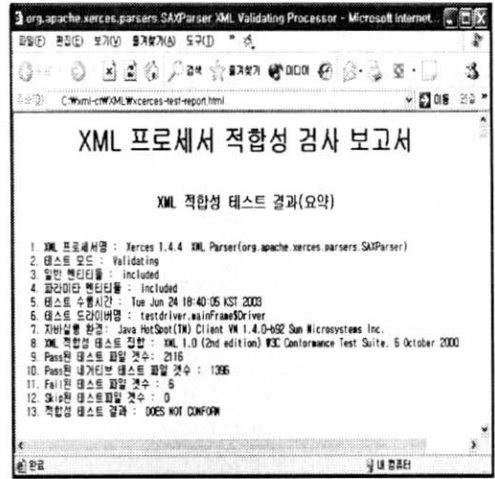 org.apache.xerces.parsers.SAXParser XML Validating Processor - Microsoft Internet...
파일(F) 편집(E) 보기(V) 즐겨찾기(A) 도구(T) »
검색 즐겨찾기 미디어
C:\xml-ct\XML\xcerces-test-report.html 이동 연결 »
XML 프로세서 적합성 검사 보고서
XML 적합성 테스트 결과(요약)
1. XML 프로세서명 : Xerces 1.4.4 XML Parser(org.apache.xerces.parsers.SAXParser)
2. 테스트 모드 : Validating
3. 일반 엔티티들 : included
4. 파라미타 엔티티들 : included
5. 테스트 수행시간 : Tue Jun 24 18:40:05 KST 2003
6. 테스트 드라이버명 : testdriver.mainFrame$Driver
7. 자바실행 환경: Java HotSpot(TM) Client VM 1.4.0-b92 Sun Microsystems Inc.
8 XML 적합성 테스트 집합 : XML 1.0 (2nd edition) W3C Conformance Test Suite, 6 October 2000
9. Pass된 테스트 파일 갯수: 2116
10. Pass된 네거티브 테스트 파일 갯수 : 1396
11. Fail된 테스트 파일 갯수 : 6
12. Skip된 테스트파일 갯수 : 0
13. 적합성 테스트 결과 : DOES NOT CONFORM
완료 내 컴퓨터